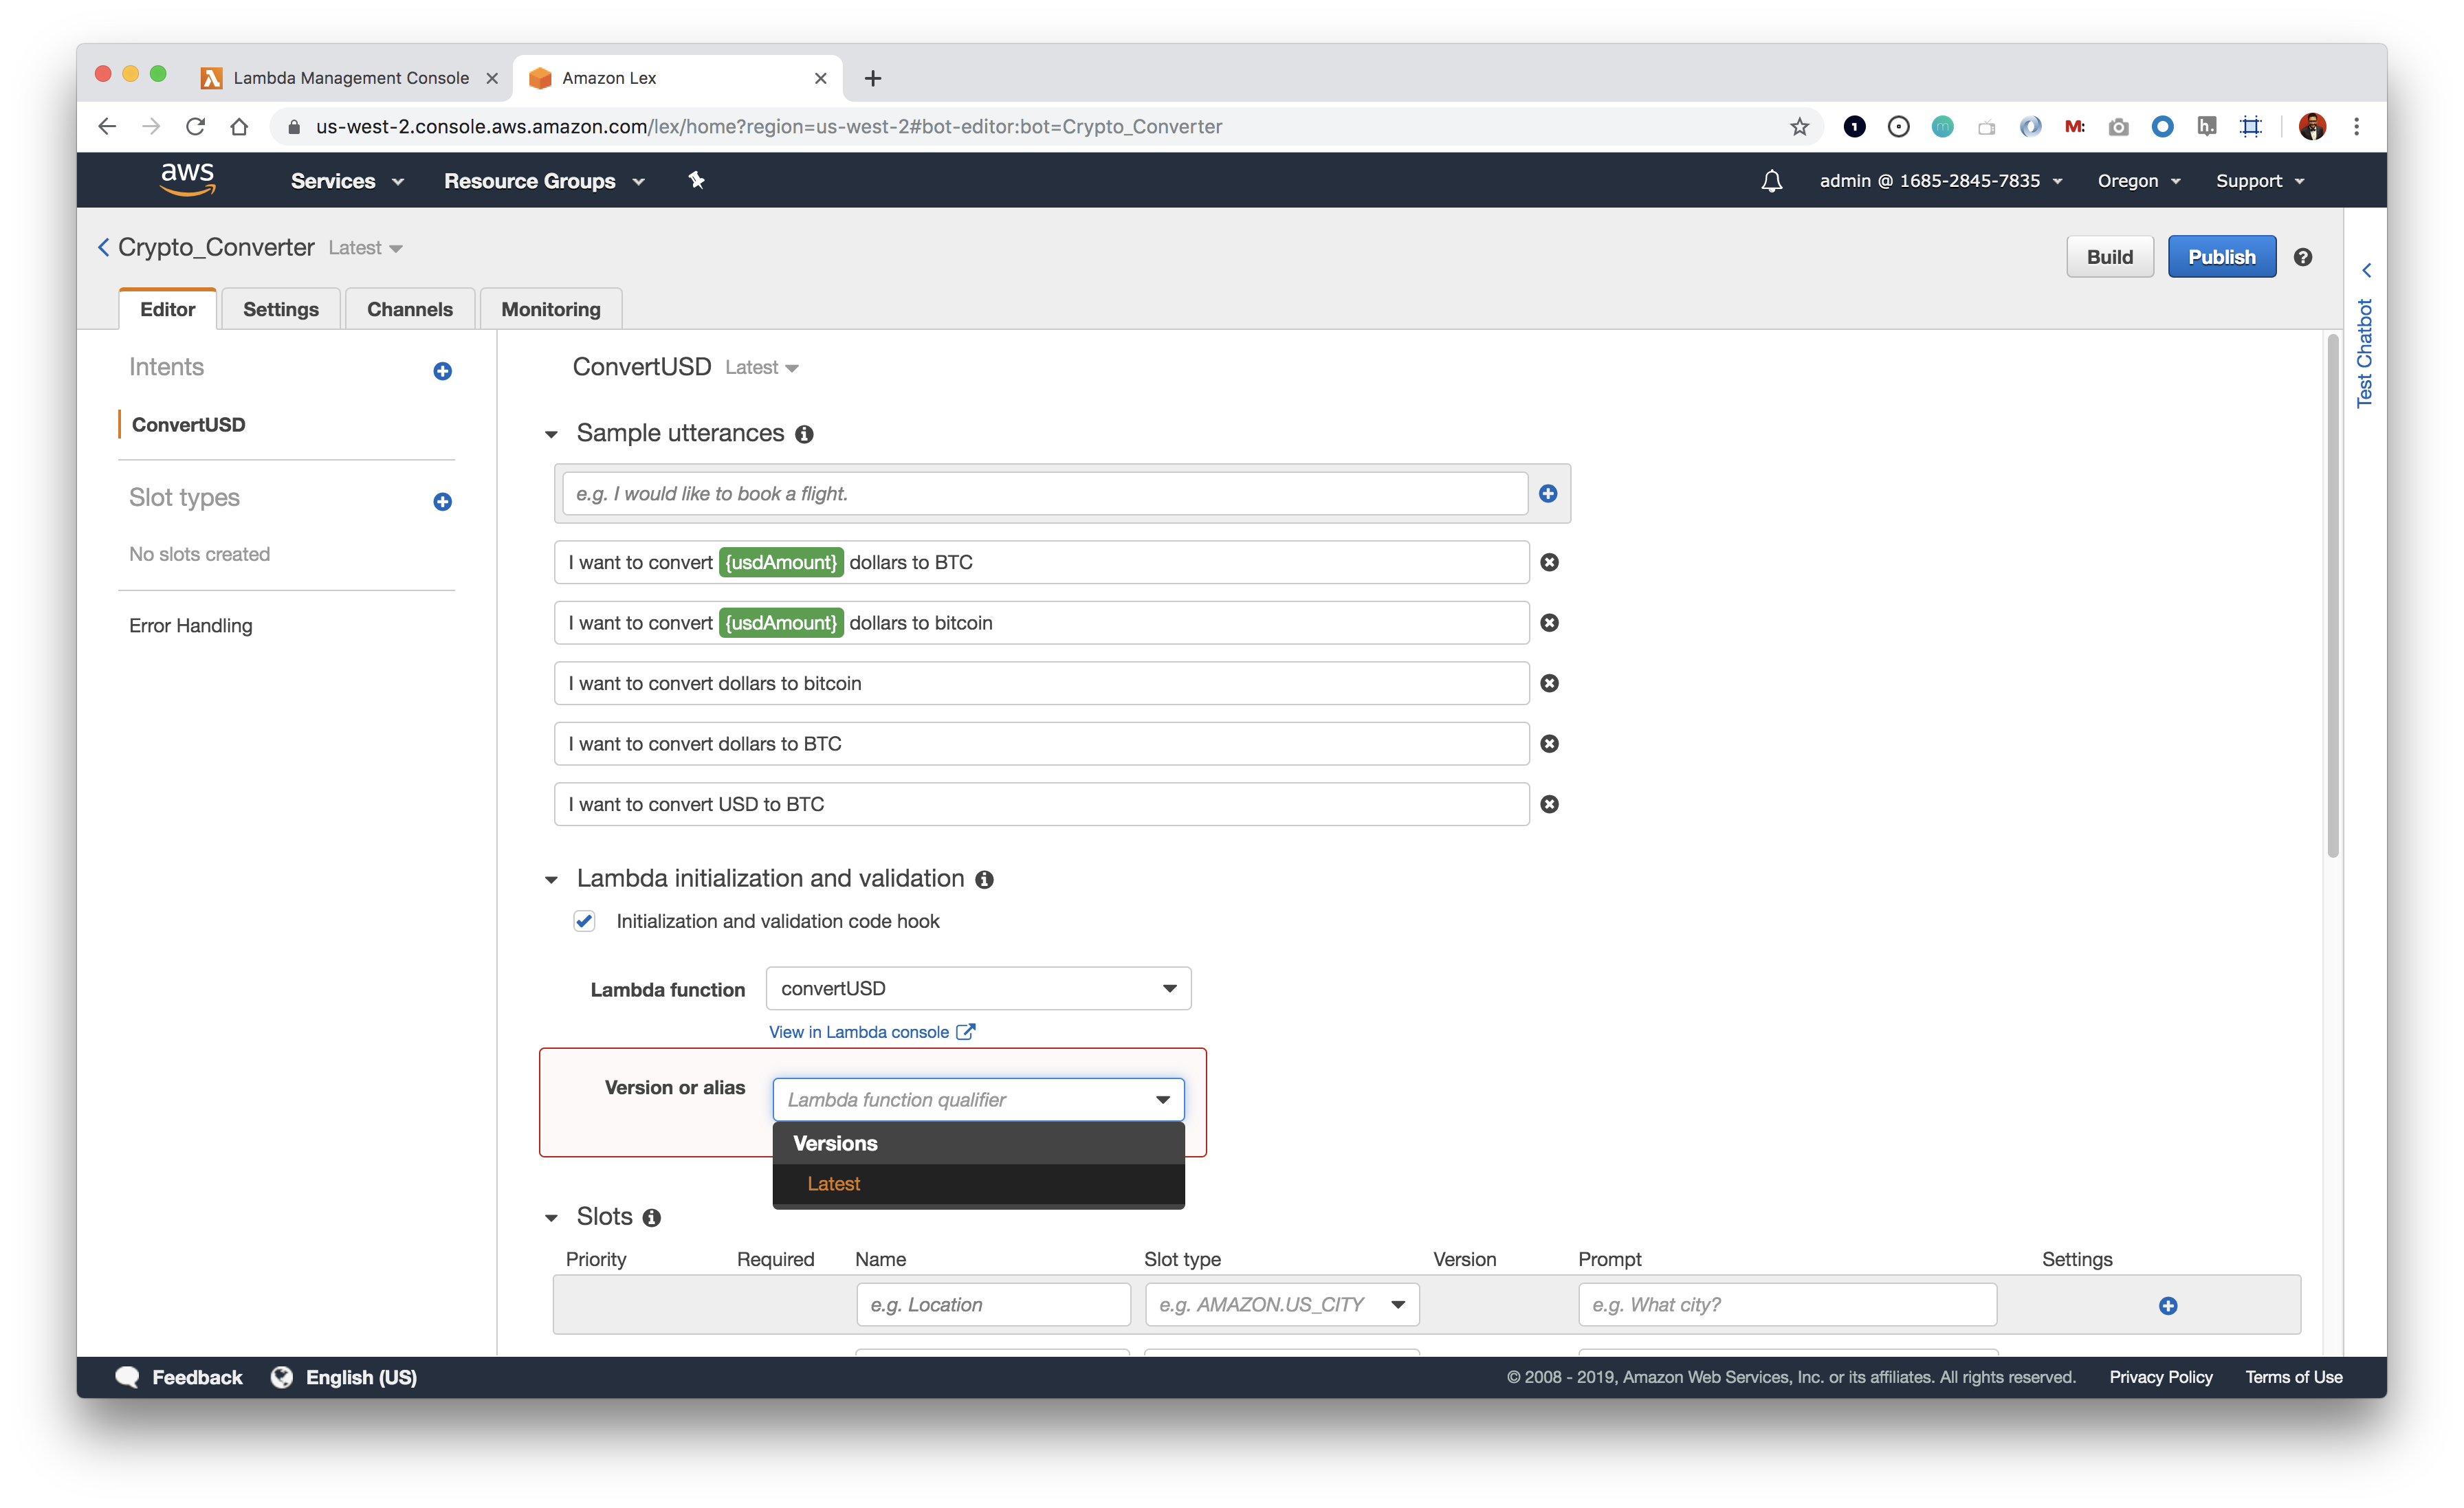 Lambda Management Console
Amazon Lex
us-west-2.console.aws.amazon.com/lex/home?region=us-west-2#bot-editor:bot=Crypto_Converter
1
m
M:
h.
aws
Services
Resource Groups
admin @ 1685-2845-7835
Oregon
Support
Crypto_Converter Latest
Build
Publish
?
Test Chatbot
Editor
Settings
Channels
Monitoring
Intents
ConvertUSD
Slot types
No slots created
Error Handling
ConvertUSD Latest
Sample utterances
e.g. I would like to book a flight.
I want to convert {usdAmount} dollars to BTC
I want to convert {usdAmount} dollars to bitcoin
I want to convert dollars to bitcoin
I want to convert dollars to BTC
I want to convert USD to BTC
Lambda initialization and validation
Initialization and validation code hook
Lambda function convertUSD
View in Lambda console
Version or alias Lambda function qualifier
Versions
Latest
Slots
Priority Required Name Slot type Version Prompt Settings
e.g. Location e.g. AMAZON.US_CITY e.g. What city?
Feedback
English (US)
© 2008 - 2019, Amazon Web Services, Inc. or its affiliates. All rights reserved.
Privacy Policy
Terms of Use